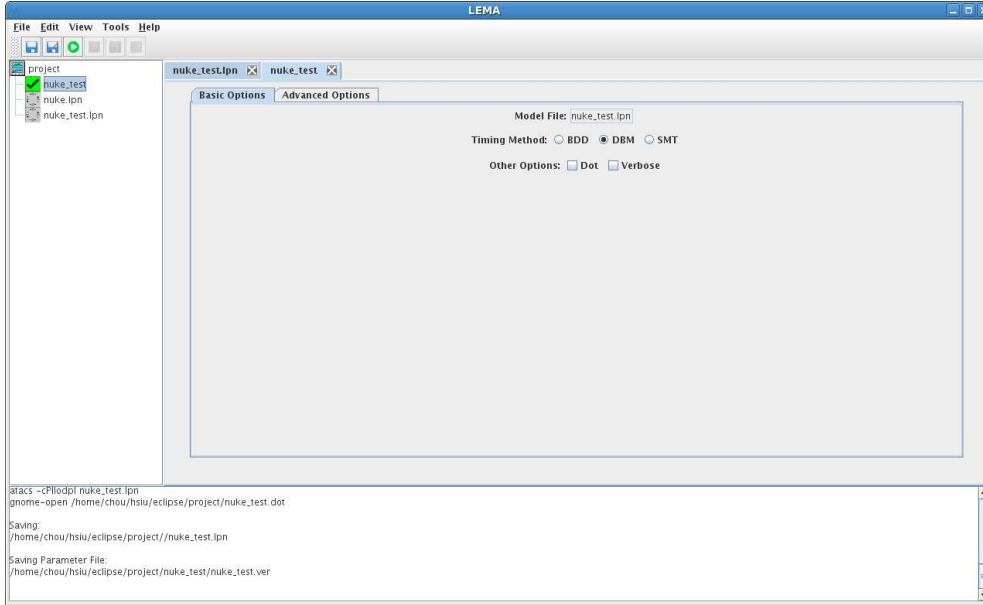 LEMA
File Edit View Tools Help
project
nuke_test
nuke.lpn
nuke_test.lpn
nuke_test.lpn nuke_test
Basic Options Advanced Options
Model File: nuke_test.lpn
Timing Method: BDD DBM SMT
Other Options: Dot Verbose
atacs -cPllodpl nuke_test.lpn
gnome-open /home/chou/hsiu/eclipse/project/nuke_test.dot
Saving:
/home/chou/hsiu/eclipse/project//nuke_test.lpn
Saving Parameter File:
/home/chou/hsiu/eclipse/project/nuke_test/nuke_test.ver